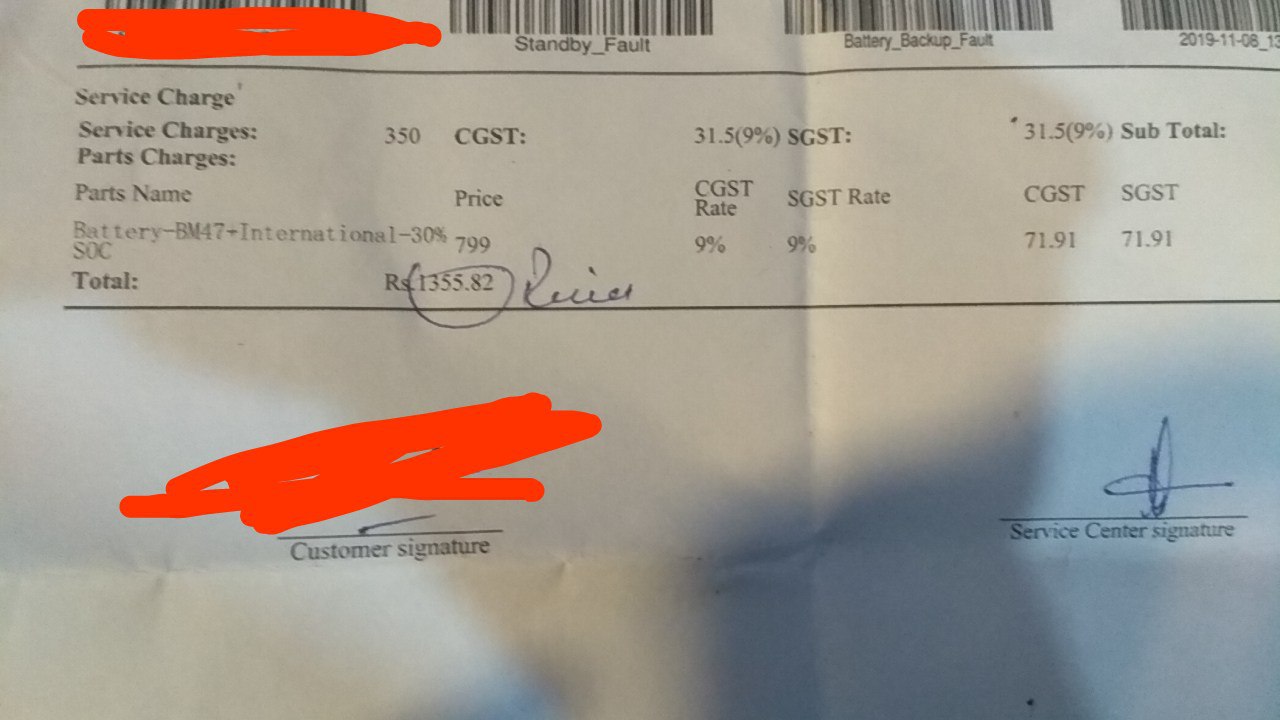 Standby_Fault Battery_Backup_Fault 2019-11-08_13
Service Charge
Service Charges: 350 CGST: 31.5(9%) SGST: 31.5(9%) Sub Total:
Parts Charges:
Parts Name Price CGST Rate SGST Rate CGST SGST
Battery-BM47+International-30% SOC 799 9% 9% 71.91 71.91
Total: Rs.1355.82
Customer signature Service Center signature